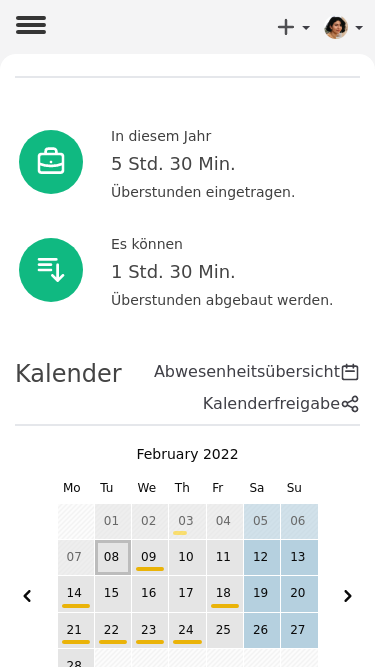 In diesem Jahr
5 Std. 30 Min.
Überstunden eingetragen.
Es können
1 Std. 30 Min.
Überstunden abgebaut werden.
Kalender
Abwesenheitsübersicht
Kalenderfreigabe
February 2022
Mo Tu We Th Fr Sa Su
01 02 03 04 05 06
07 08 09 10 11 12 13
14 15 16 17 18 19 20
21 22 23 24 25 26 27
28